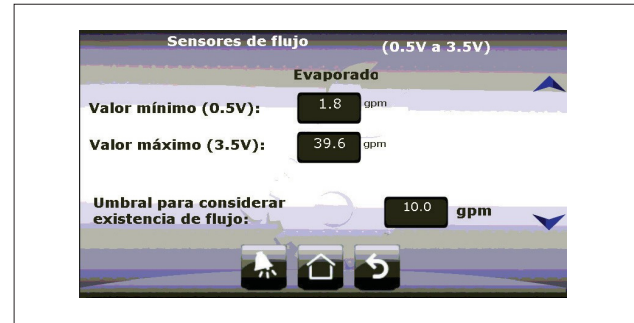 Sensores de flujo (0.5V a 3.5V)
Evaporado
Valor mínimo (0.5V): 1.8 gpm
Valor máximo (3.5V): 39.6 gpm
Umbral para considerar
existencia de flujo: 10.0 gpm